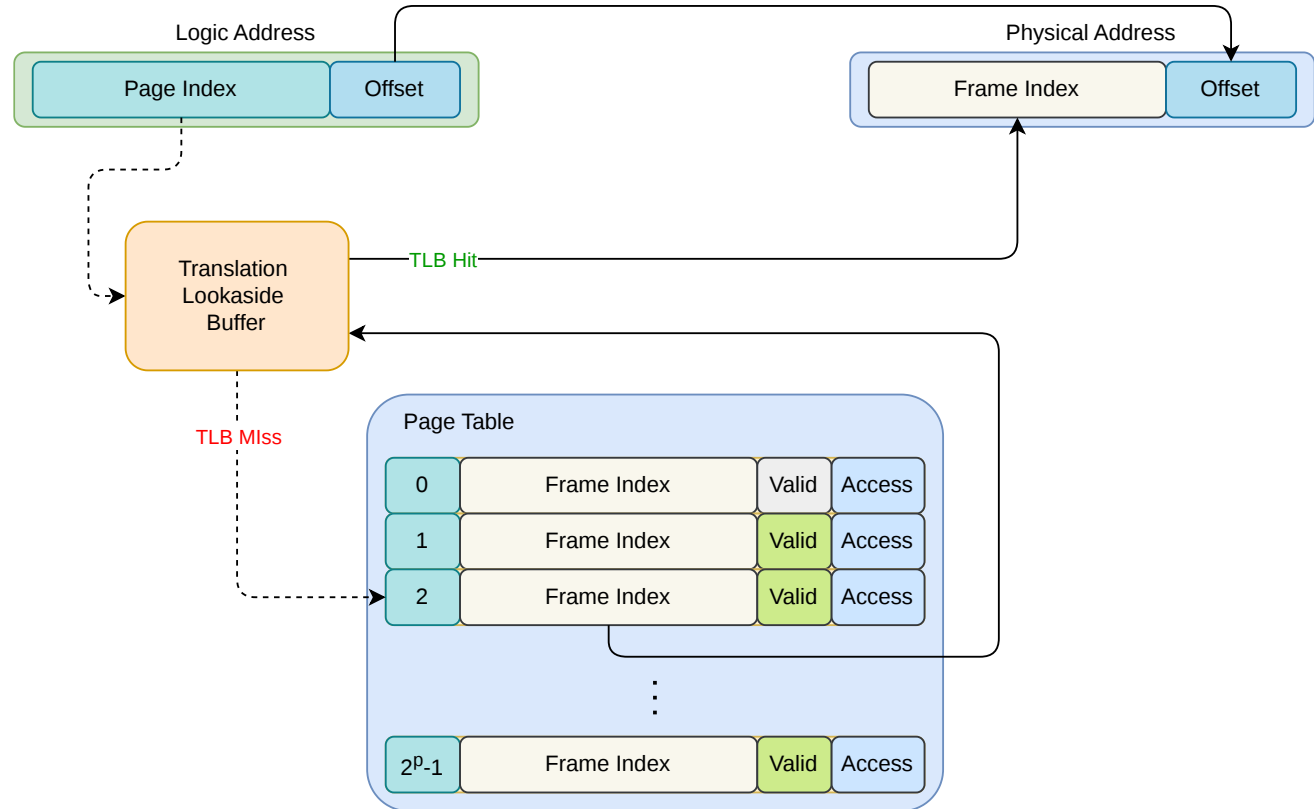 Logic Address
Physical Address
Page Index
Offset
Frame Index
Offset
Translation
Lookaside
Buffer
TLB Hit
TLB MIss
Page Table
0 Frame Index Valid Access
1 Frame Index Valid Access
2 Frame Index Valid Access
⋮
2ᵖ-1 Frame Index Valid Access